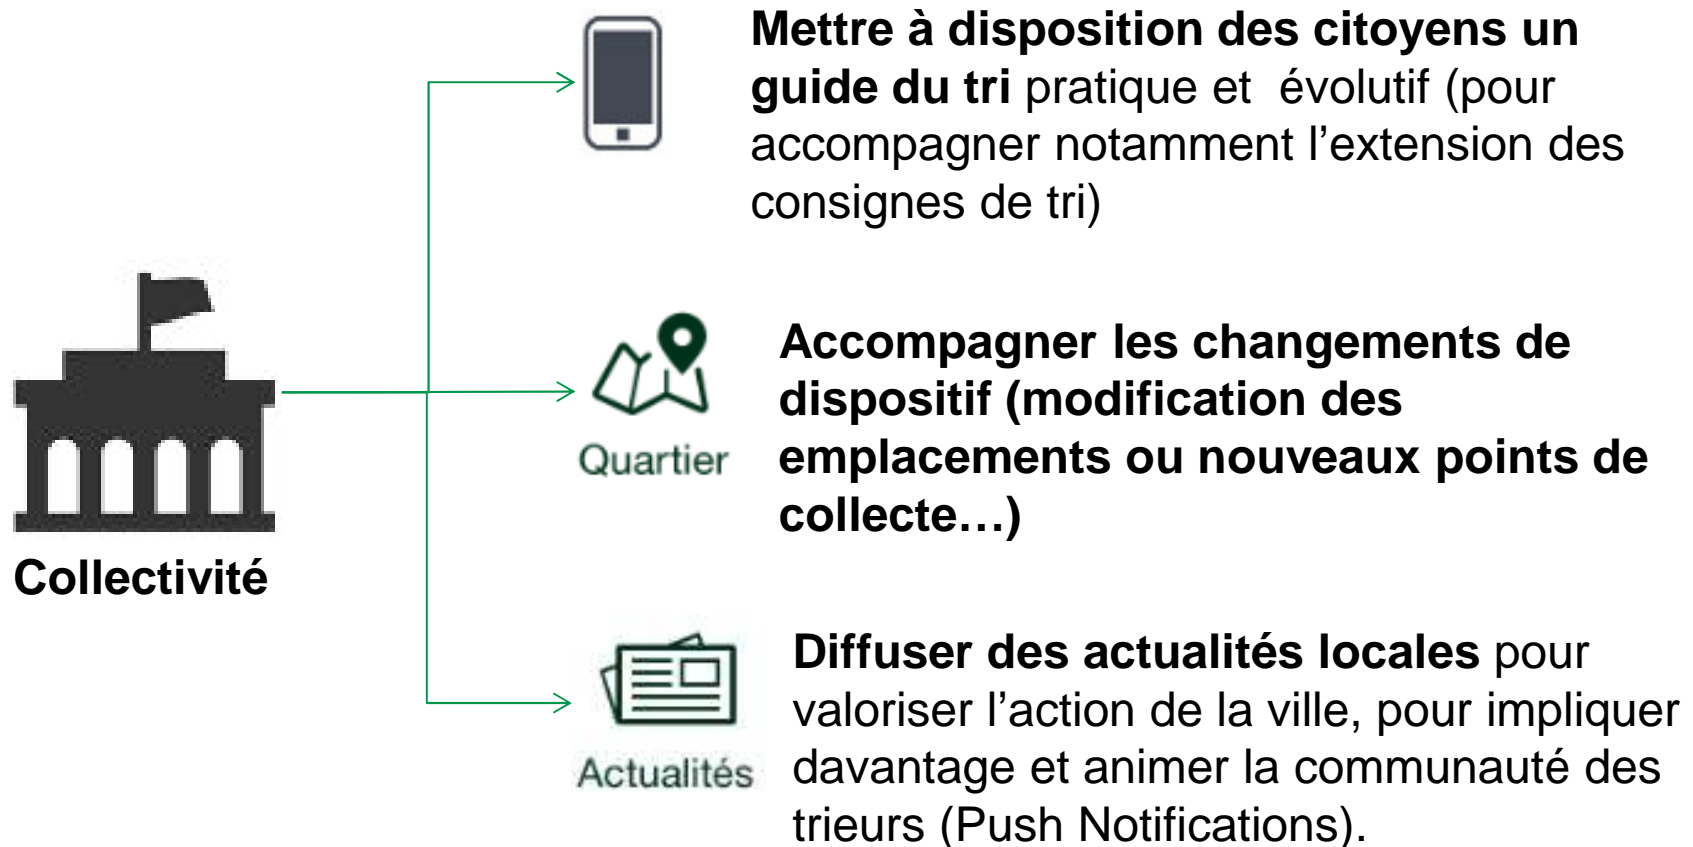 Mettre à disposition des citoyens un
guide du tri pratique et  évolutif (pour
accompagner notamment l’extension des
consignes de tri)
Accompagner les changements de
dispositif (modification des
emplacements ou nouveaux points de
collecte…)
Quartier
Collectivité
Diffuser des actualités locales pour
valoriser l’action de la ville, pour impliquer
davantage et animer la communauté des
trieurs (Push Notifications).
Actualités